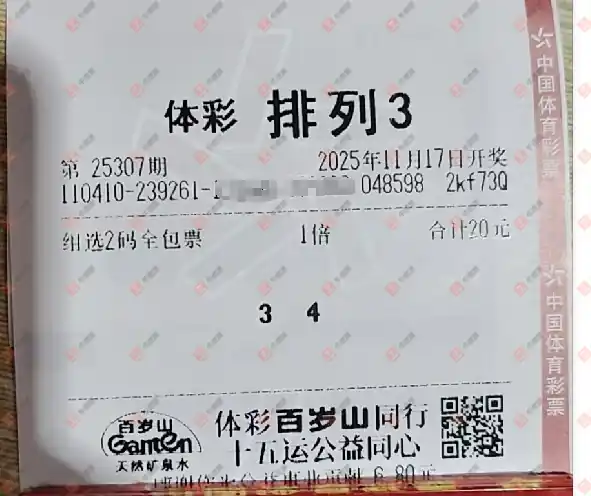 体彩 排列3
第 25307期 2025年11月17日开奖
110410-239261- 048598 2kf73Q
组选2码全包票 1倍 合计20元
3 4
百岁山
Ganten
天然矿泉水
体彩百岁山同行
十五运公益同心
6.80元
中国体育彩票
中国体育彩票